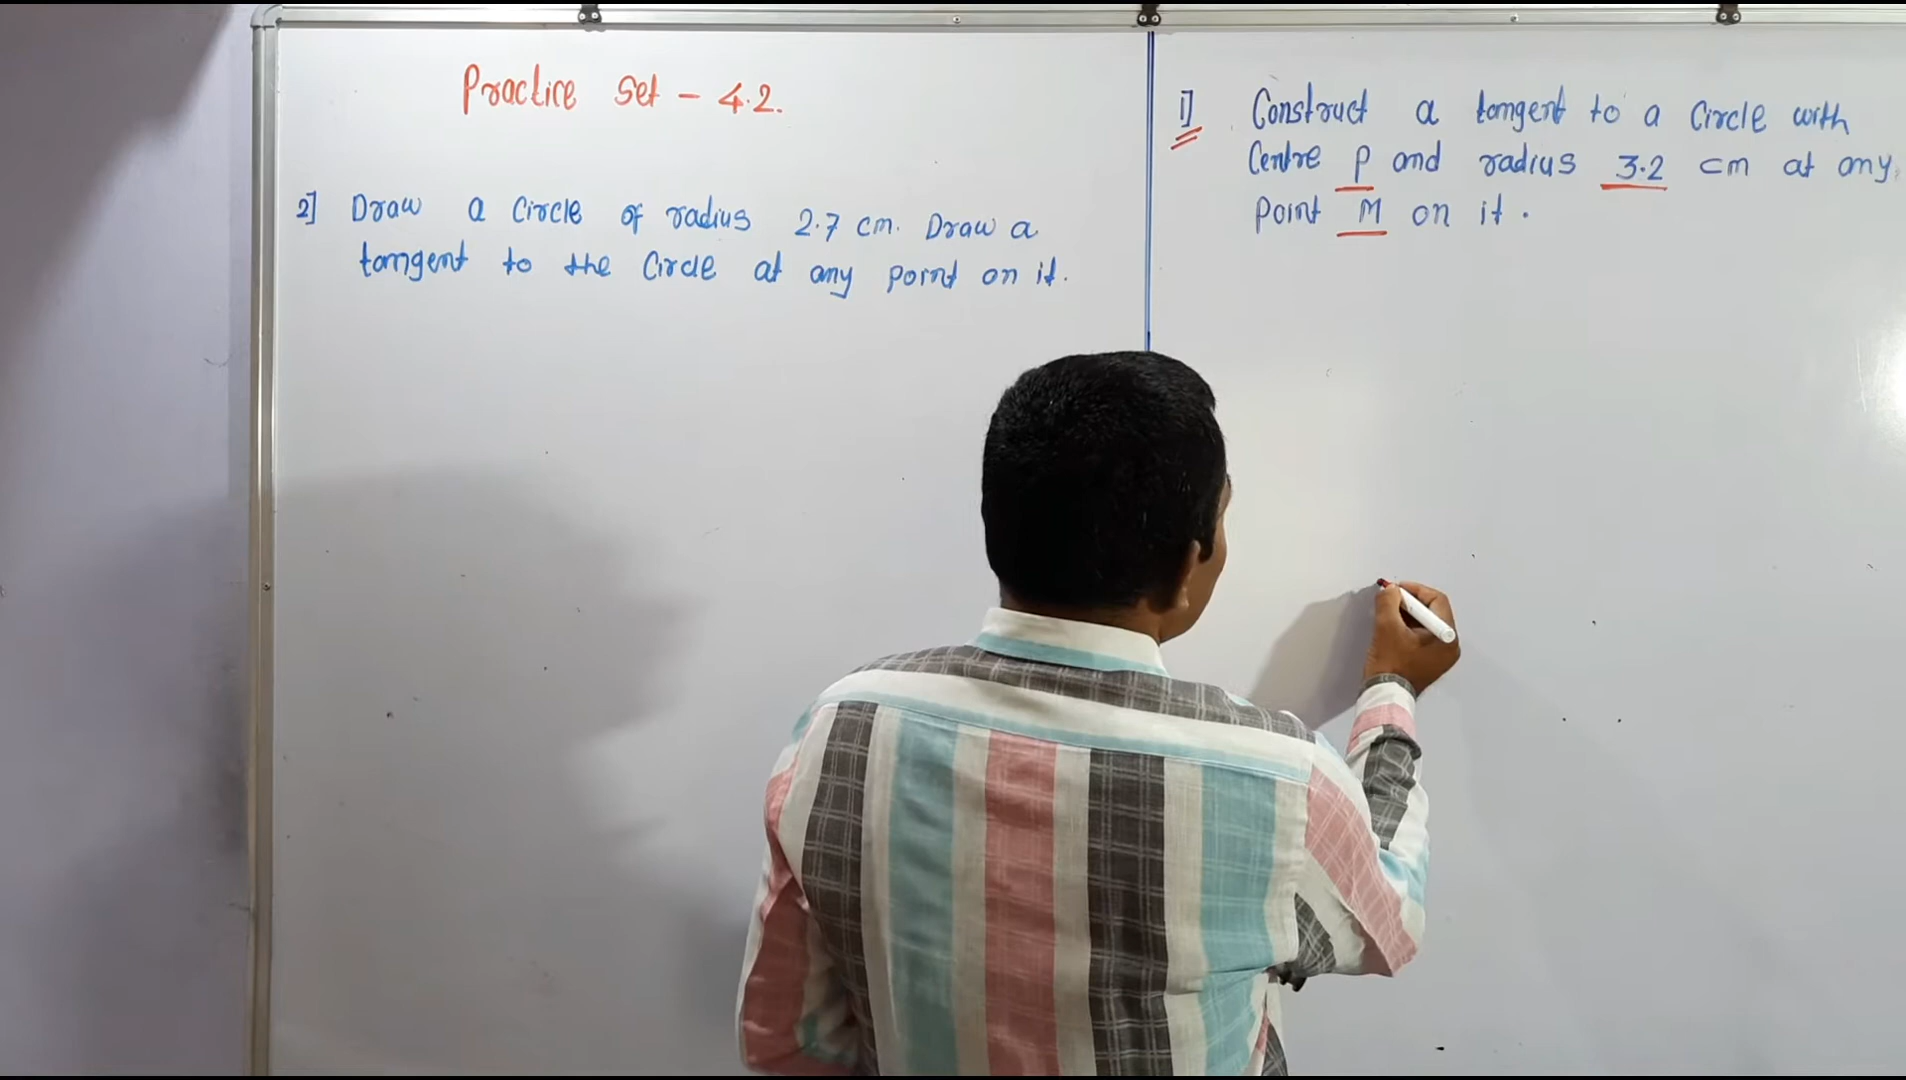 Practice Set - 4.2.
2] Draw a Circle of radius 2.7 cm. Draw a
tangent to the Circle at any point on it.
1] Construct a tangent to a Circle with
Centre P and radius 3.2 cm at any
Point M on it.